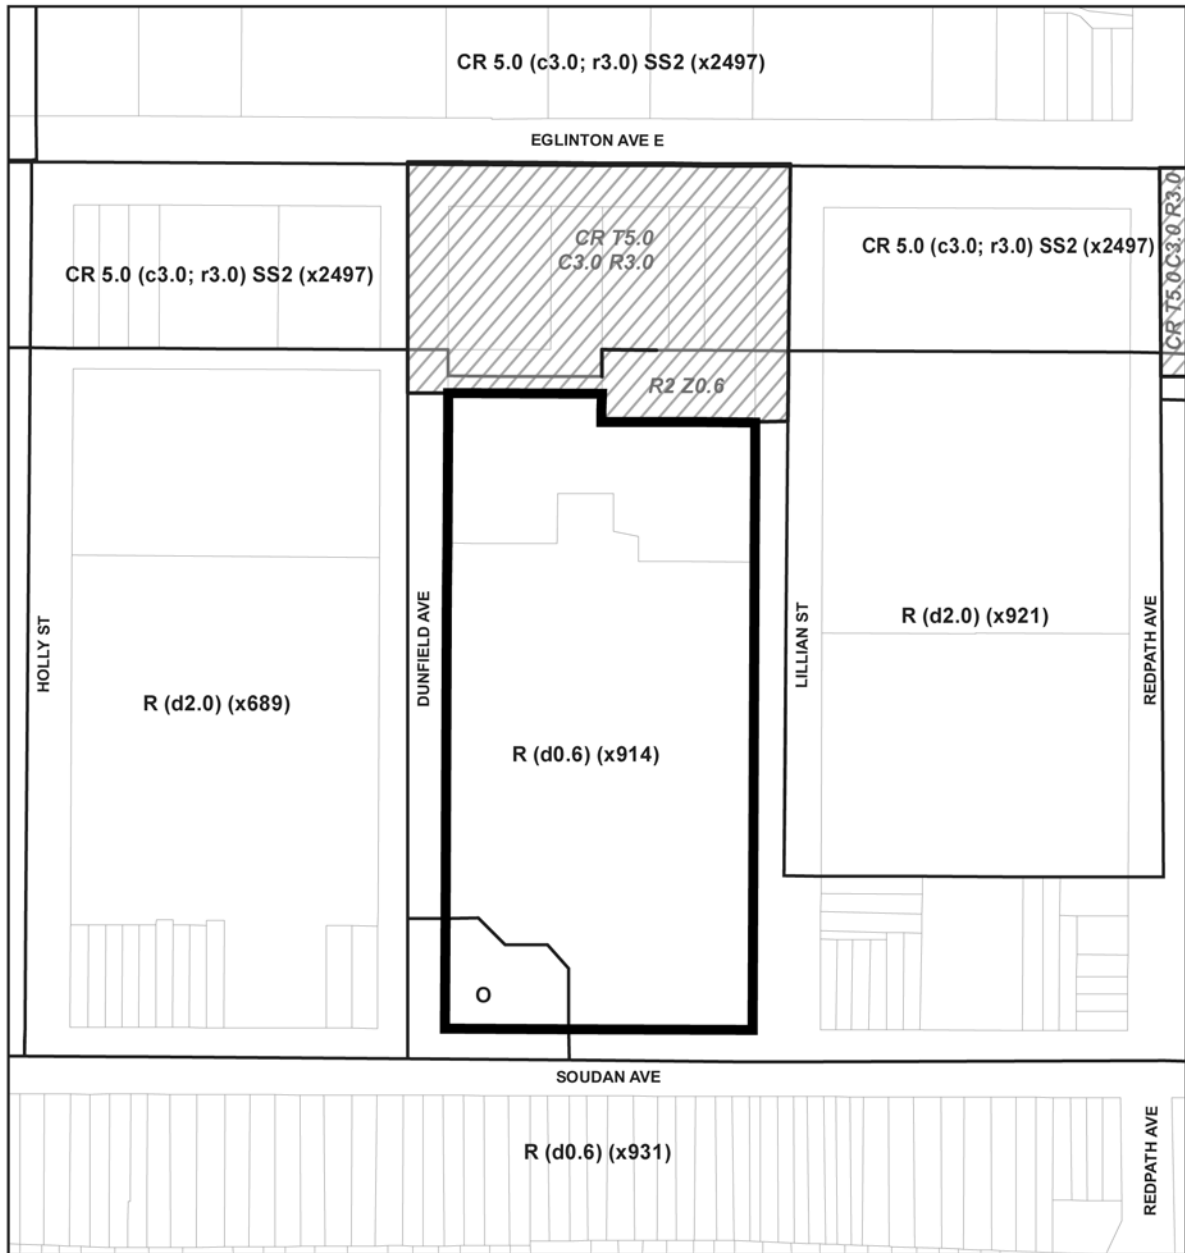 CR 5.0 (c3.0; r3.0) SS2 (x2497)
EGLINTON AVE E
CR 5.0 (c3.0; r3.0) SS2 (x2497)
CR T5.0
C3.0 R3.0
CR 5.0 (c3.0; r3.0) SS2 (x2497)
CR T5.0 C3.0 R3.0
R2 Z0.6
HOLLY ST
DUNFIELD AVE
LILLIAN ST
REDPATH AVE
R (d2.0) (x921)
R (d2.0) (x689)
R (d0.6) (x914)
O
SOUDAN AVE
R (d0.6) (x931)
REDPATH AVE